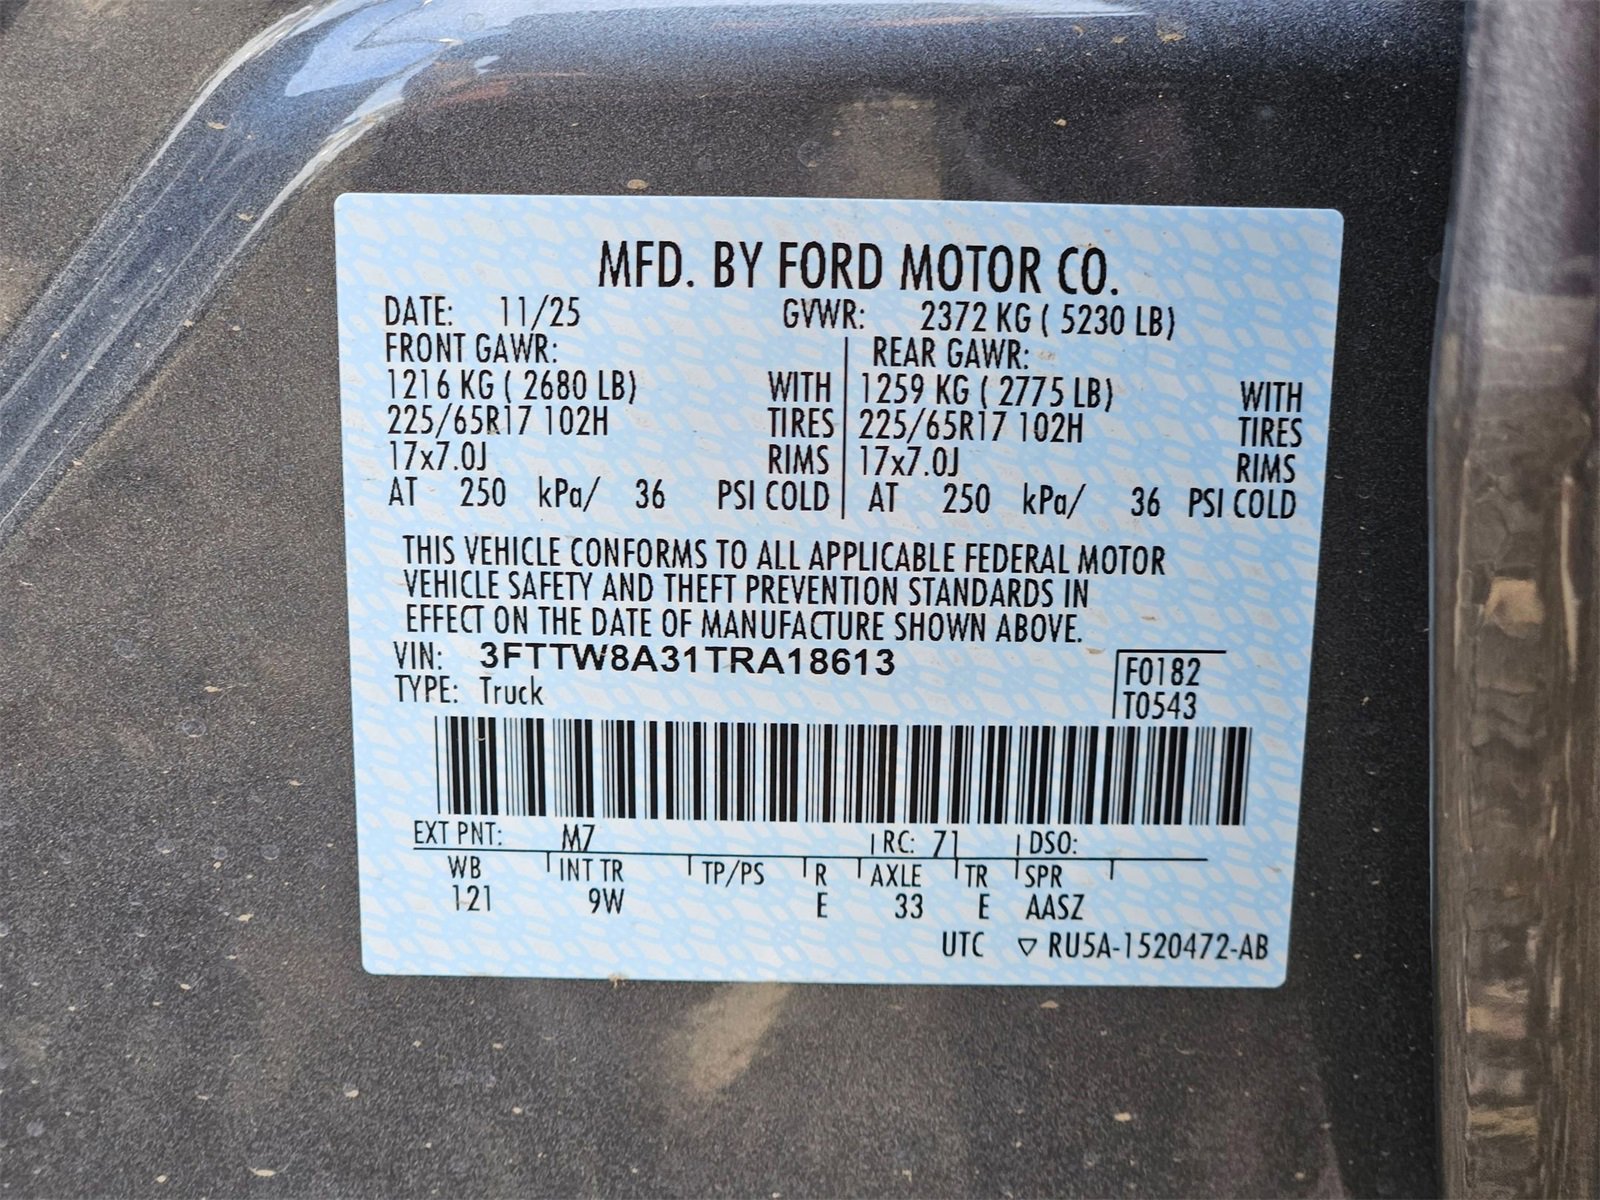 MFD. BY FORD MOTOR CO.
DATE: 11/25 GVWR: 2372 KG ( 5230 LB)
FRONT GAWR: REAR GAWR:
1216 KG ( 2680 LB) WITH 1259 KG ( 2775 LB) WITH
225/65R17 102H TIRES 225/65R17 102H TIRES
17x7.0J RIMS 17x7.0J RIMS
AT 250 kPa/ 36 PSI COLD AT 250 kPa/ 36 PSI COLD
THIS VEHICLE CONFORMS TO ALL APPLICABLE FEDERAL MOTOR
VEHICLE SAFETY AND THEFT PREVENTION STANDARDS IN
EFFECT ON THE DATE OF MANUFACTURE SHOWN ABOVE.
VIN: 3FTTW8A31TRA18613 F0182
TYPE: Truck T0543
EXT PNT: M7 RC: 71 DSO:
WB INT TR TP/PS R AXLE TR SPR
121 9W E 33 E AASZ
UTC ▽ RU5A-1520472-AB